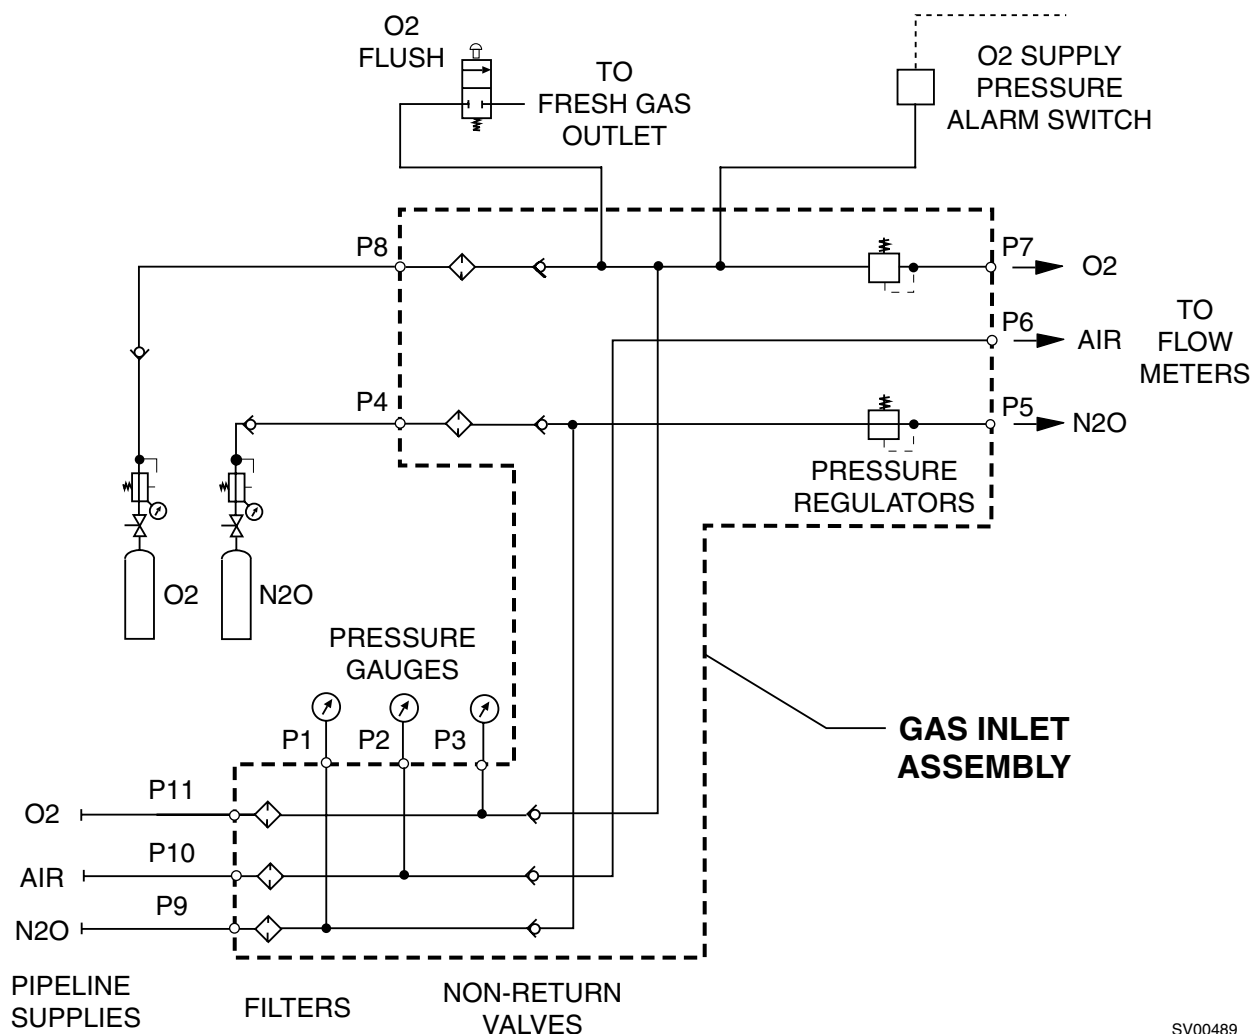 O2
FLUSH
TO
FRESH GAS
OUTLET
O2 SUPPLY
PRESSURE
ALARM SWITCH
P8
P7
O2
P6
AIR
TO
FLOW
METERS
P4
P5
N2O
PRESSURE
REGULATORS
O2
N2O
PRESSURE
GAUGES
P1
P2
P3
GAS INLET
ASSEMBLY
O2
P11
AIR
P10
N2O
P9
PIPELINE
SUPPLIES
FILTERS
NON-RETURN
VALVES
SV00489